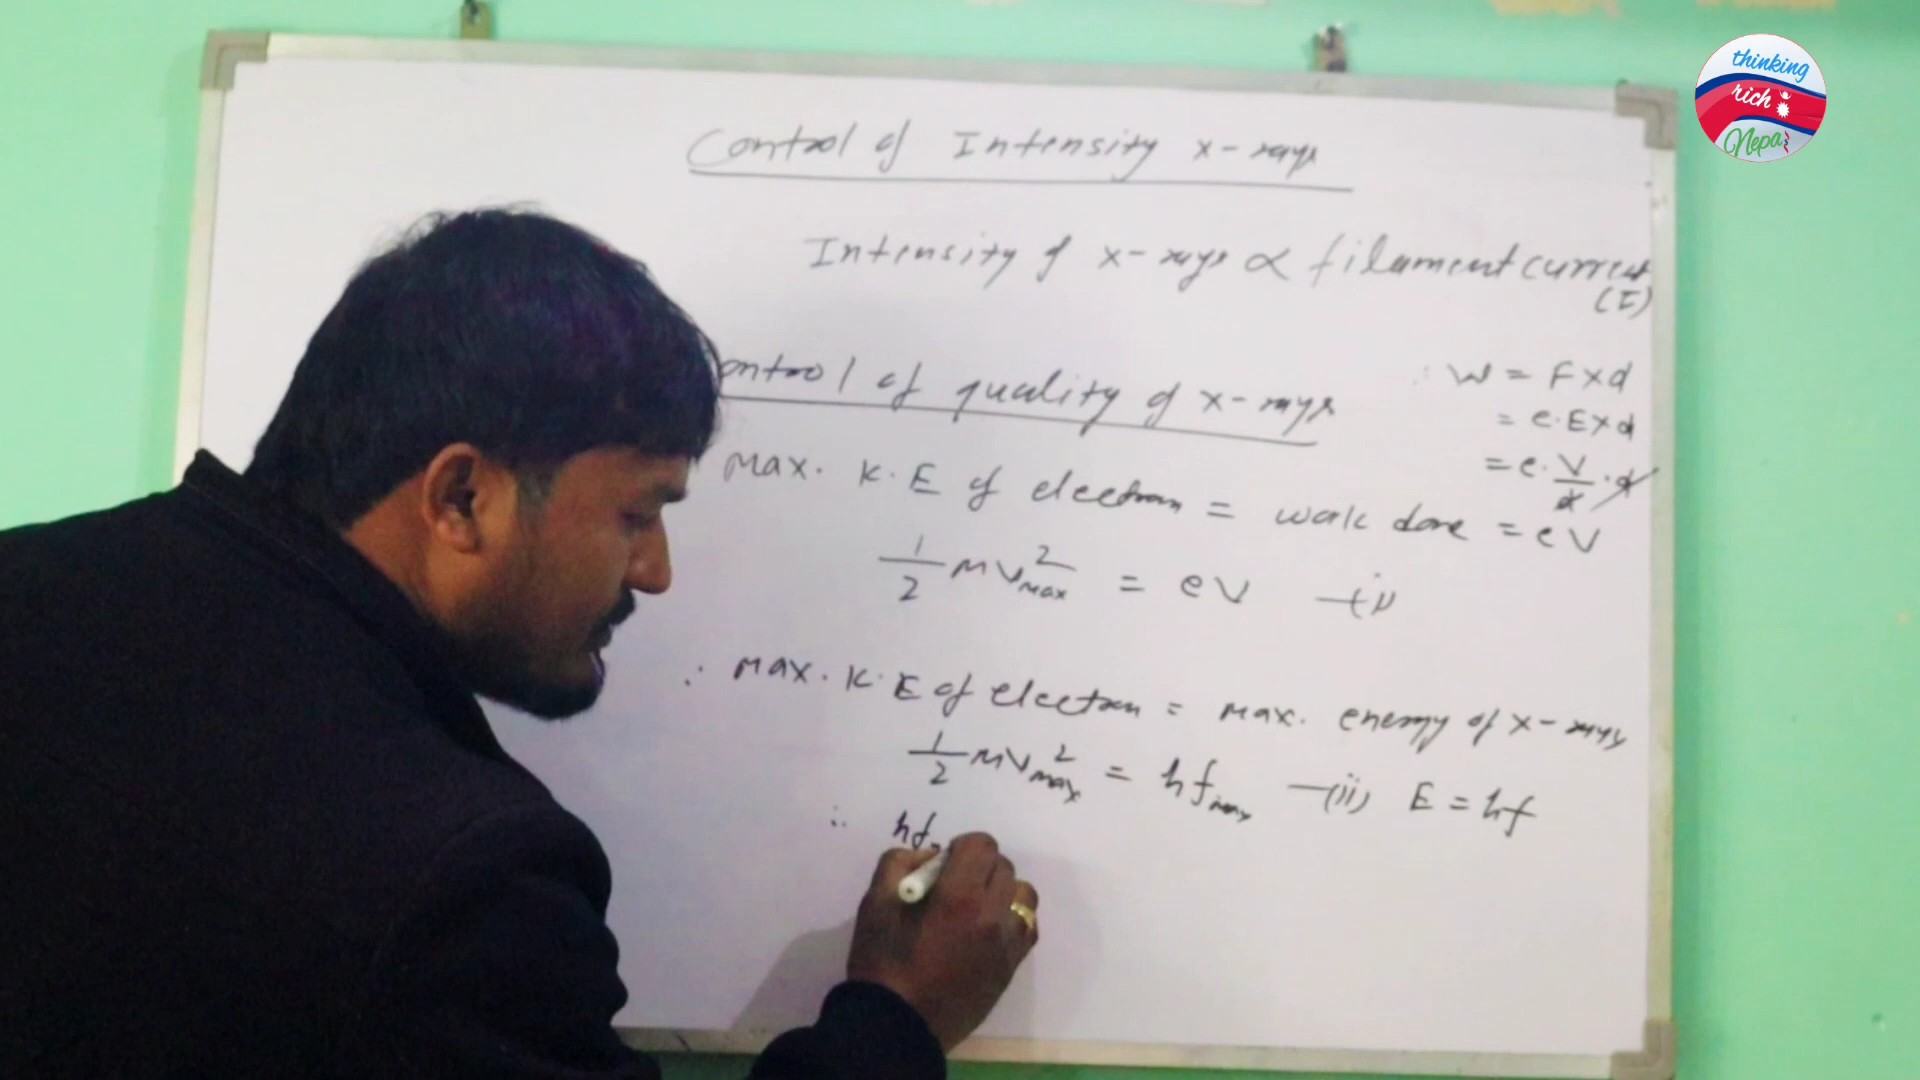 thinking
rich
Nepal
Control of Intensity x-rays
Intensity of x-rays ∝ filament current
(I)
ontrol of quality of x-rays
∴ W = F x d
= e. E x d
= e. V/d . d
Max. K.E of electron = work done = eV
1/2 mv²max = eV —(i)
∴ Max. K.E of electron = Max. energy of x-rays
1/2 mv²max = hfmax —(ii) E = hf
∴ hf